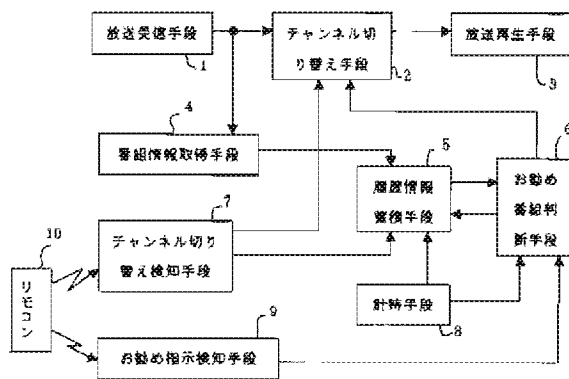 放送受信手段
1
チャンネル切
り替え手段
2
放送再生手段
3
4
番組情報取得手段
5
履歴情報
蓄積手段
6
お勧め
番組判
断手段
7
チャンネル切り
替え検知手段
計時手段
8
10
リモコン
9
お勧め指示検知手段